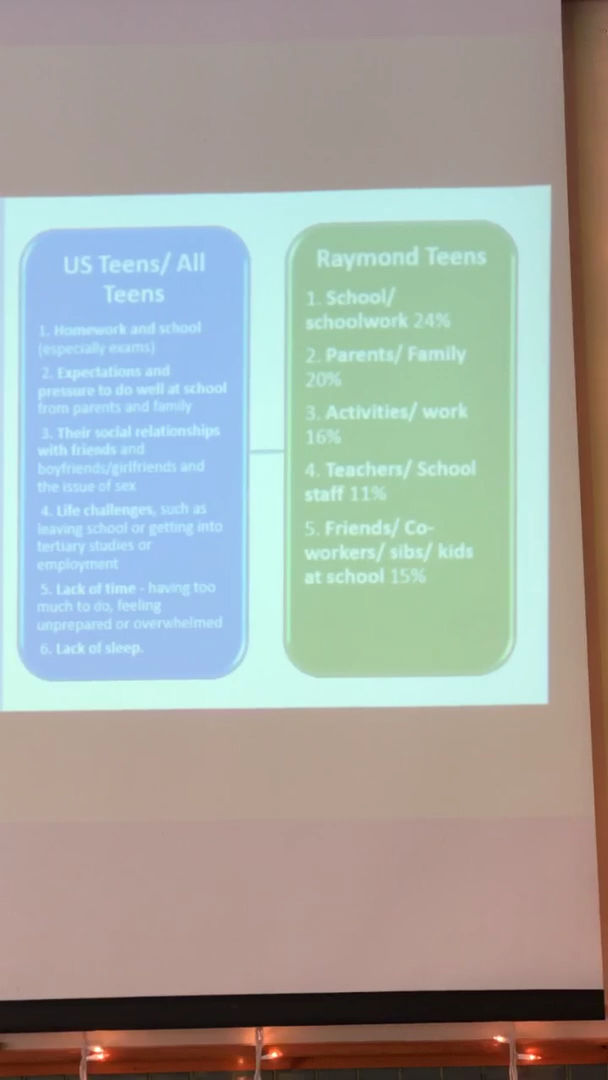 US Teens/ All
Teens
1. Homework and school
(especially exams)
2. Expectations and
pressure to do well at school
from parents and family
3. Their social relationships
with friends and
boyfriends/girlfriends and
the issue of sex
4. Life challenges, such as
leaving school or getting into
tertiary studies or
employment
5. Lack of time - having too
much to do, feeling
unprepared or overwhelmed
6. Lack of sleep.
Raymond Teens
1. School/
schoolwork 24%
2. Parents/ Family
20%
3. Activities/ work
16%
4. Teachers/ School
staff 11%
5. Friends/ Co-
workers/ sibs/ kids
at school 15%